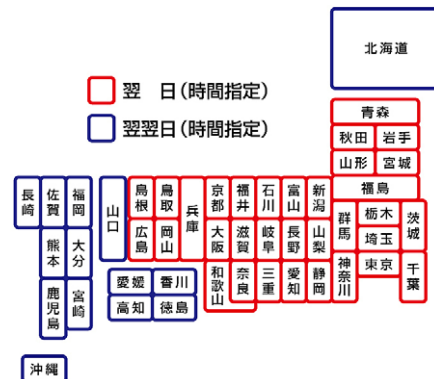 北海道
翌　日(時間指定)
翌翌日(時間指定)
青森
秋田 岩手
山形 宮城
福島
長崎 佐賀 福岡 山口 島根 鳥取 兵庫 京都 福井 石川 富山 新潟 群馬 栃木 茨城
熊本 大分 広島 岡山 大阪 滋賀 岐阜 長野 山梨 埼玉
鹿児島 宮崎 愛媛 香川 和歌山 奈良 三重 愛知 静岡 神奈川 東京 千葉
高知 徳島
沖縄